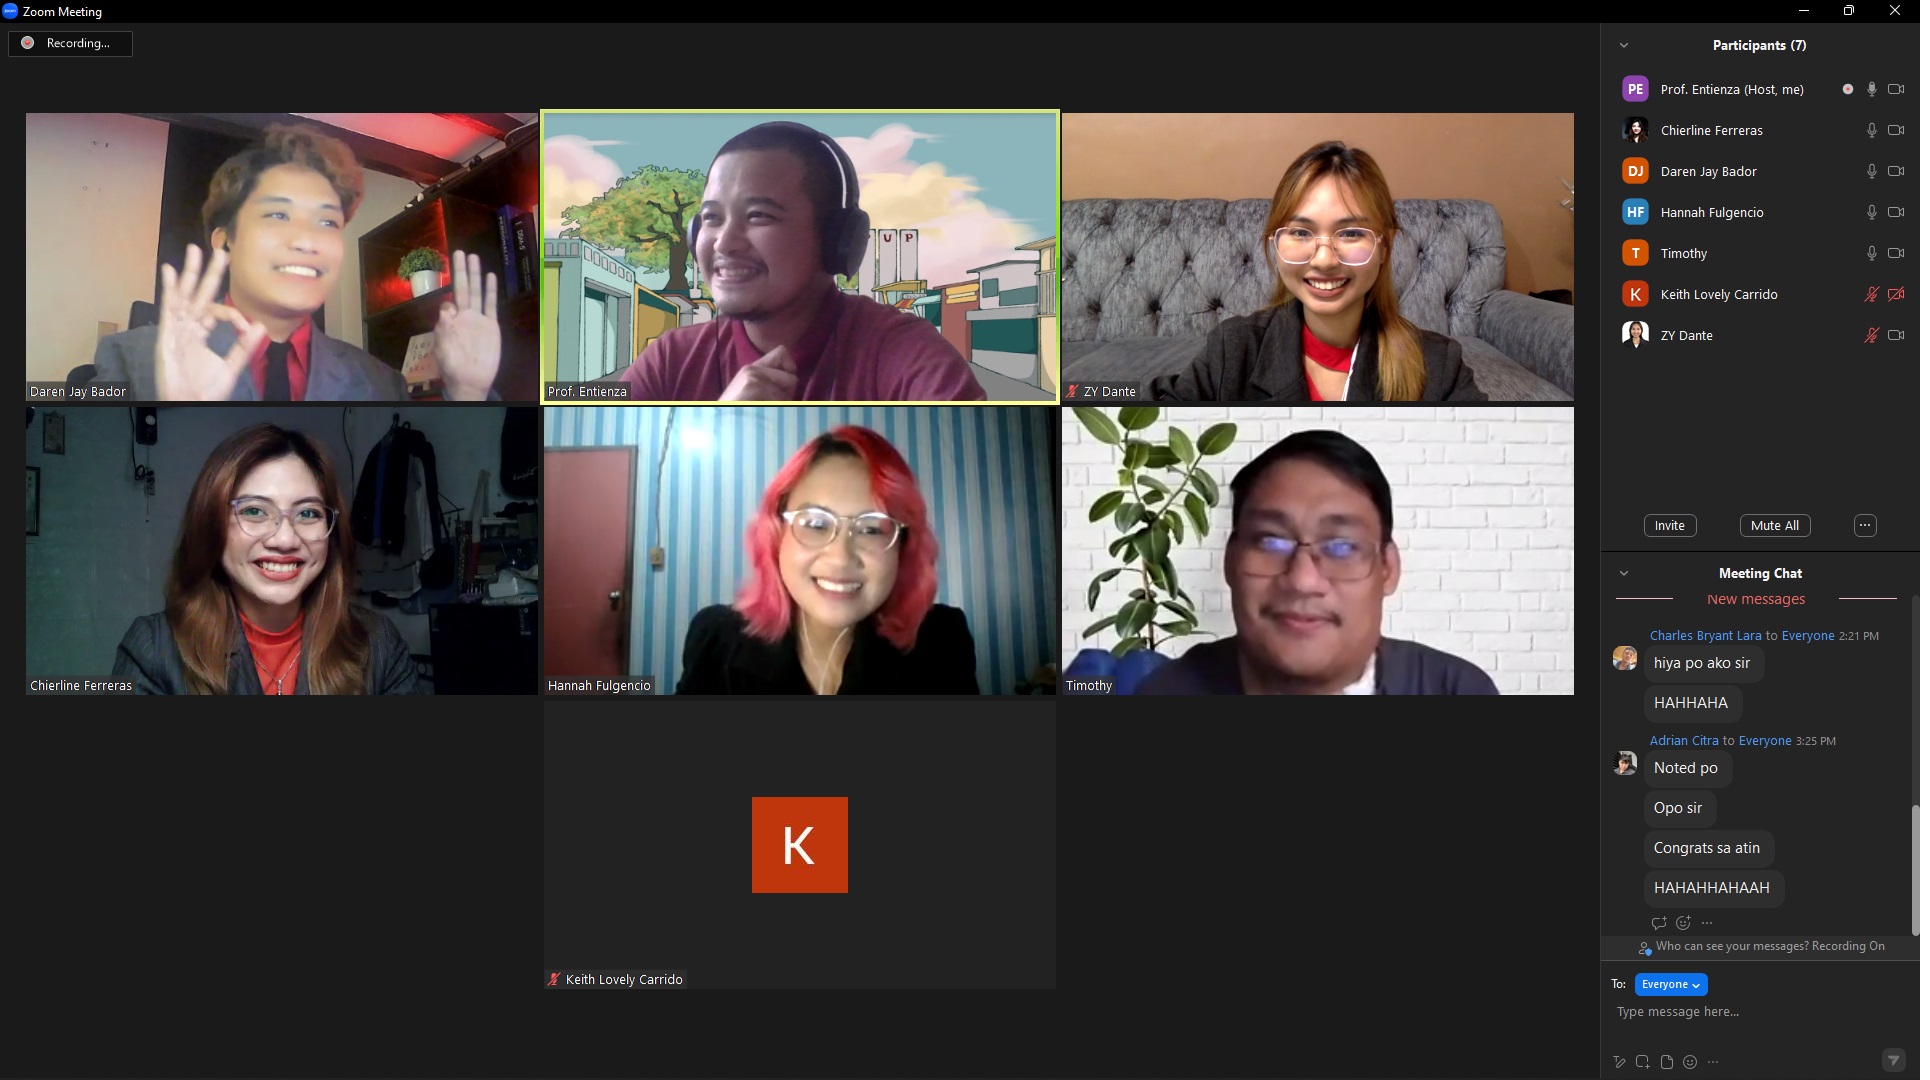 Zoom Meeting
Recording...
Daren Jay Bador
U P
Prof. Entienza
ZY Dante
Chierline Ferreras
Hannah Fulgencio
Timothy
K
Keith Lovely Carrido
Participants (7)
PE Prof. Entienza (Host, me)
Chierline Ferreras
DJ Daren Jay Bador
HF Hannah Fulgencio
T Timothy
K Keith Lovely Carrido
ZY Dante
Invite Mute All
Meeting Chat
New messages
Charles Bryant Lara to Everyone 2:21 PM
hiya po ako sir
HAHHAHA
Adrian Citra to Everyone 3:25 PM
Noted po
Opo sir
Congrats sa atin
HAHAHHAHAAH
Who can see your messages? Recording On
To: Everyone
Type message here...